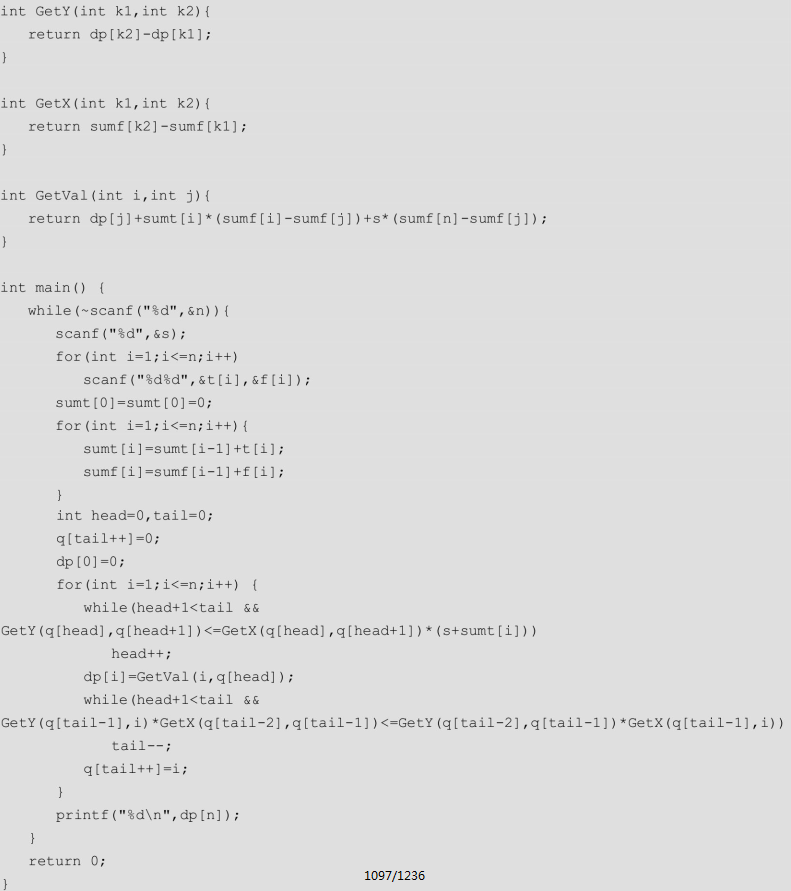 int GetY(int k1,int k2){
   return dp[k2]-dp[k1];
}

int GetX(int k1,int k2){
   return sumf[k2]-sumf[k1];
}

int GetVal(int i,int j){
   return dp[j]+sumt[i]*(sumf[i]-sumf[j])+s*(sumf[n]-sumf[j]);
}

int main() {
   while(~scanf("%d",&n)){
      scanf("%d",&s);
      for(int i=1;i<=n;i++)
         scanf("%d%d",&t[i],&f[i]);
      sumt[0]=sumt[0]=0;
      for(int i=1;i<=n;i++){
         sumt[i]=sumt[i-1]+t[i];
         sumf[i]=sumf[i-1]+f[i];
      }
      int head=0,tail=0;
      q[tail++]=0;
      dp[0]=0;
      for(int i=1;i<=n;i++) {
         while(head+1<tail &&
GetY(q[head],q[head+1])<=GetX(q[head],q[head+1])*(s+sumt[i]))
            head++;
         dp[i]=GetVal(i,q[head]);
         while(head+1<tail &&
GetY(q[tail-1],i)*GetX(q[tail-2],q[tail-1])<=GetY(q[tail-2],q[tail-1])*GetX(q[tail-1],i))
            tail--;
         q[tail++]=i;
      }
      printf("%d\n",dp[n]);
   }
   return 0;
}
1097/1236